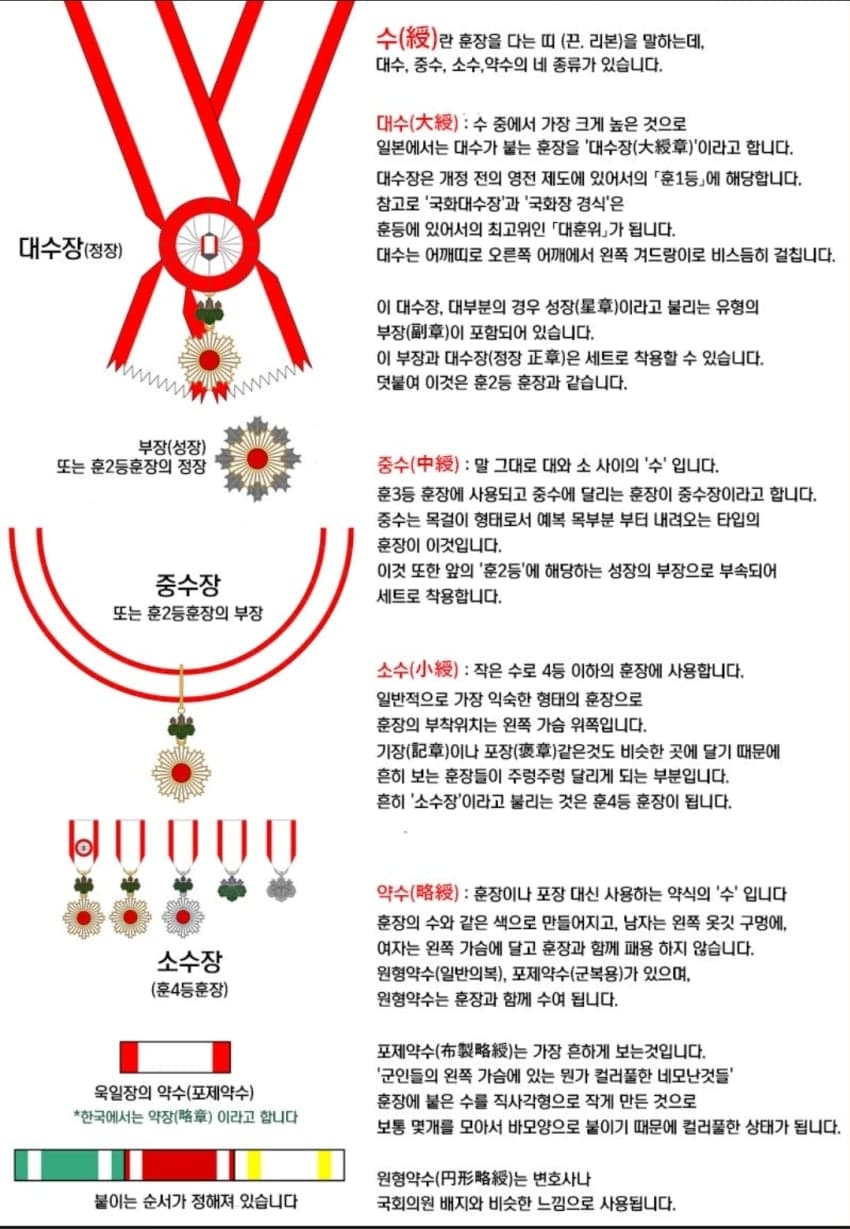 수(綬)란 훈장을 다는 띠 (끈. 리본)을 말하는데,
대수, 중수, 소수,약수의 네 종류가 있습니다.
대수(大綬) : 수 중에서 가장 크게 높은 것으로
일본에서는 대수가 붙는 훈장을 '대수장(大綬章)'이라고 합니다.
대수장은 개정 전의 영전 제도에 있어서의 「훈1등」에 해당합니다.
참고로 '국화대수장'과 '국화장 경식'은
훈등에 있어서의 최고위인 「대훈위」가 됩니다.
대수는 어깨띠로 오른쪽 어깨에서 왼쪽 겨드랑이로 비스듬히 걸칩니다.
대수장(정장)
이 대수장, 대부분의 경우 성장(星章)이라고 불리는 유형의
부장(副章)이 포함되어 있습니다.
이 부장과 대수장(정장 正章)은 세트로 착용할 수 있습니다.
덧붙여 이것은 훈2등 훈장과 같습니다.
부장(성장)
또는 훈2등훈장의 정장
중수(中綬) : 말 그대로 대와 소 사이의 '수' 입니다.
훈3등 훈장에 사용되고 중수에 달리는 훈장이 중수장이라고 합니다.
중수는 목걸이 형태로서 예복 목부분 부터 내려오는 타입의
훈장이 이것입니다.
이것 또한 앞의 '훈2등'에 해당하는 성장의 부장으로 부속되어
세트로 착용합니다.
중수장
또는 훈2등훈장의 부장
소수(小綬) : 작은 수로 4등 이하의 훈장에 사용합니다.
일반적으로 가장 익숙한 형태의 훈장으로
훈장의 부착위치는 왼쪽 가슴 위쪽입니다.
기장(記章)이나 포장(褒章)같은것도 비슷한 곳에 달기 때문에
흔히 보는 훈장들이 주렁주렁 달리게 되는 부분입니다.
흔히 '소수장'이라고 불리는 것은 훈4등 훈장이 됩니다.
소수장
(훈4등훈장)
약수(略綬) : 훈장이나 포장 대신 사용하는 약식의 '수' 입니다
훈장의 수와 같은 색으로 만들어지고, 남자는 왼쪽 옷깃 구멍에,
여자는 왼쪽 가슴에 달고 훈장과 함께 패용 하지 않습니다.
원형약수(일반의복), 포제약수(군복용)가 있으며,
원형약수는 훈장과 함께 수여 됩니다.
욱일장의 약수(포제약수)
*한국에서는 약장(略章) 이라고 합니다
포제약수(布製略綬)는 가장 흔하게 보는것입니다.
'군인들의 왼쪽 가슴에 있는 뭔가 컬러풀한 네모난것들'
훈장에 붙은 수를 직사각형으로 작게 만든 것으로
보통 몇개를 모아서 바모양으로 붙이기 때문에 컬러풀한 상태가 됩니다.
붙이는 순서가 정해져 있습니다
원형약수(円形略綬)는 변호사나
국회의원 배지와 비슷한 느낌으로 사용됩니다.